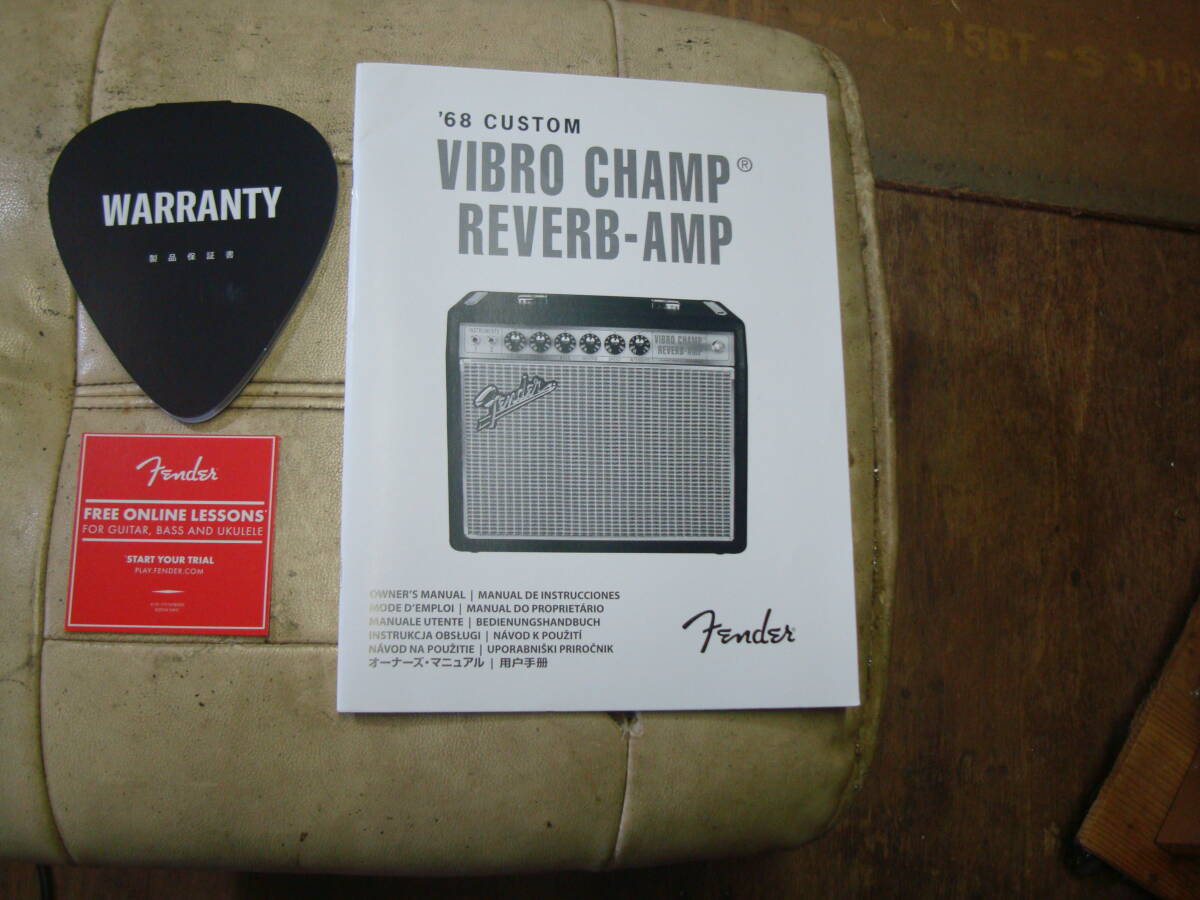 WARRANTY
製品保証書
Fender
FREE ONLINE LESSONS*
FOR GUITAR, BASS AND UKULELE
*START YOUR TRIAL
PLAY.FENDER.COM
'68 CUSTOM
VIBRO CHAMP®
REVERB-AMP
INSTRUMENTS
VIBRO CHAMP
REVERB-AMP
Fender
OWNER'S MANUAL | MANUAL DE INSTRUCCIONES
MODE D'EMPLOI | MANUAL DO PROPRIETÁRIO
MANUALE UTENTE | BEDIENUNGSHANDBUCH
INSTRUKCJA OBSŁUGI | NÁVOD K POUŽITÍ
NÁVOD NA POUŽITIE | UPORABNIŠKI PRIROČNIK
オーナーズ・マニュアル | 用户手册
Fender
15BT-S